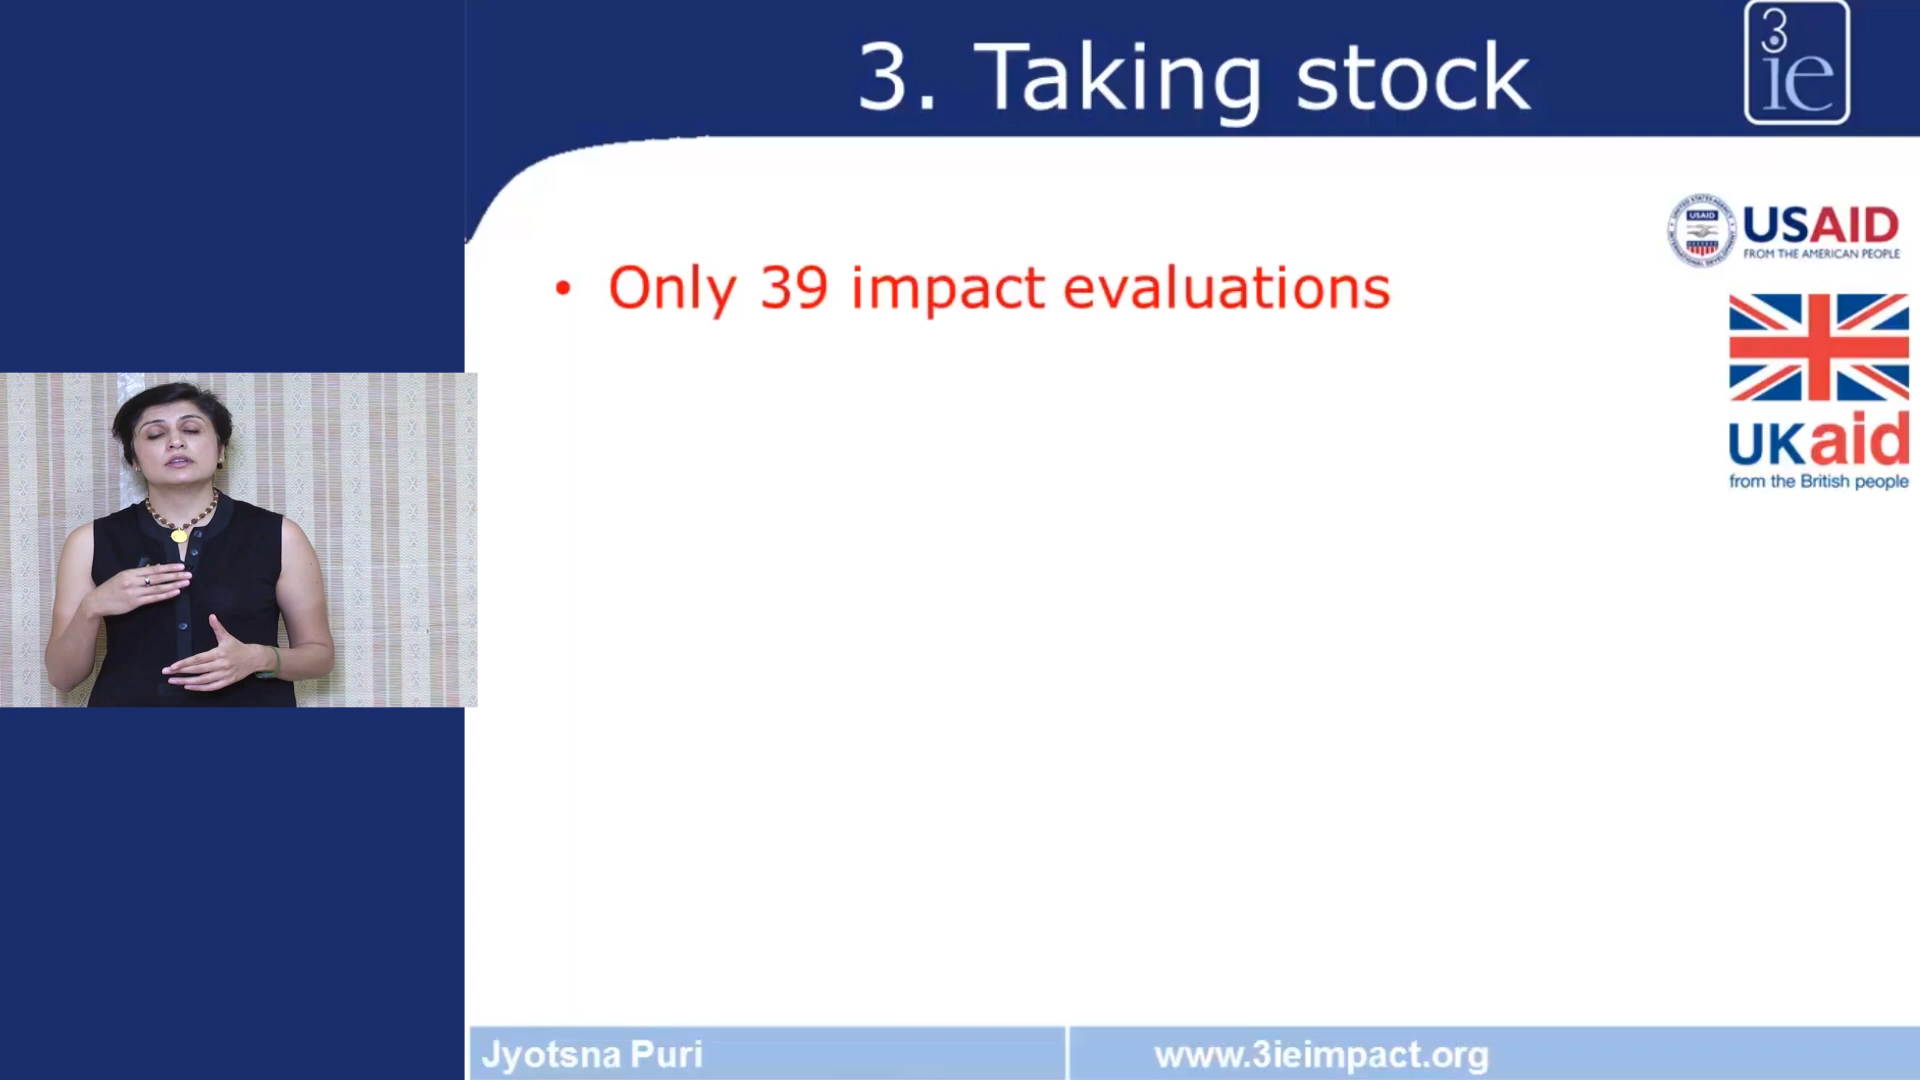 3. Taking stock
3
ie
USAID
USAID
FROM THE AMERICAN PEOPLE
• Only 39 impact evaluations
UKaid
from the British people
Jyotsna Puri
www.3ieimpact.org